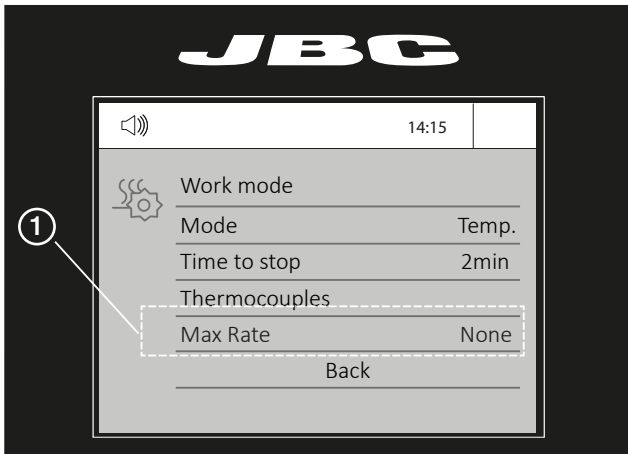 JBC
14:15
Work mode
Mode Temp.
Time to stop 2min
Thermocouples
1
Max Rate None
Back